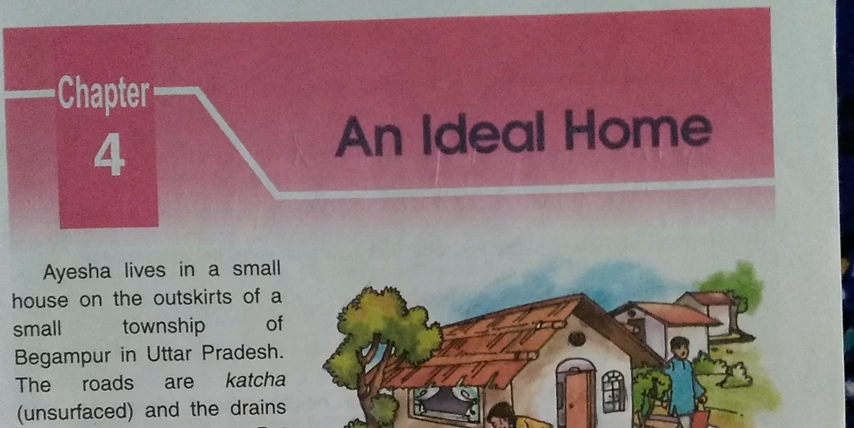 Chapter
4
An Ideal Home
Ayesha lives in a small
house on the outskirts of a
small township of
Begampur in Uttar Pradesh.
The roads are katcha
(unsurfaced) and the drains